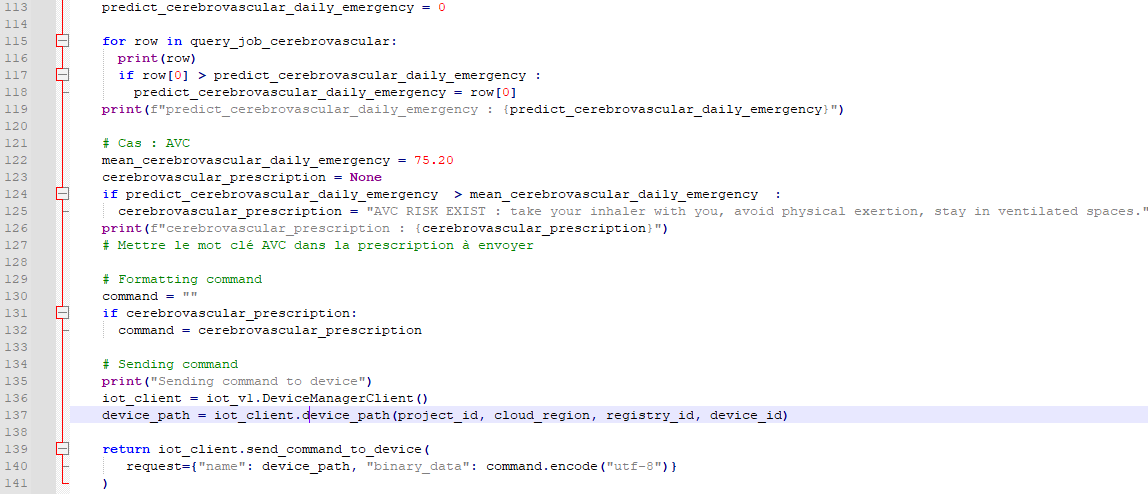 113 predict_cerebrovascular_daily_emergency = 0
114
115 for row in query_job_cerebrovascular:
116 print(row)
117 if row[0] > predict_cerebrovascular_daily_emergency :
118 predict_cerebrovascular_daily_emergency = row[0]
119 print(f"predict_cerebrovascular_daily_emergency : {predict_cerebrovascular_daily_emergency}")
120
121 # Cas : AVC
122 mean_cerebrovascular_daily_emergency = 75.20
123 cerebrovascular_prescription = None
124 if predict_cerebrovascular_daily_emergency  > mean_cerebrovascular_daily_emergency  :
125 cerebrovascular_prescription = "AVC RISK EXIST : take your inhaler with you, avoid physical exertion, stay in ventilated spaces."
126 print(f"cerebrovascular_prescription : {cerebrovascular_prescription}")
127 # Mettre le mot clé AVC dans la prescription à envoyer
128
129 # Formatting command
130 command = ""
131 if cerebrovascular_prescription:
132 command = cerebrovascular_prescription
133
134 # Sending command
135 print("Sending command to device")
136 iot_client = iot_v1.DeviceManagerClient()
137 device_path = iot_client.device_path(project_id, cloud_region, registry_id, device_id)
138
139 return iot_client.send_command_to_device(
140 request={"name": device_path, "binary_data": command.encode("utf-8")}
141 )